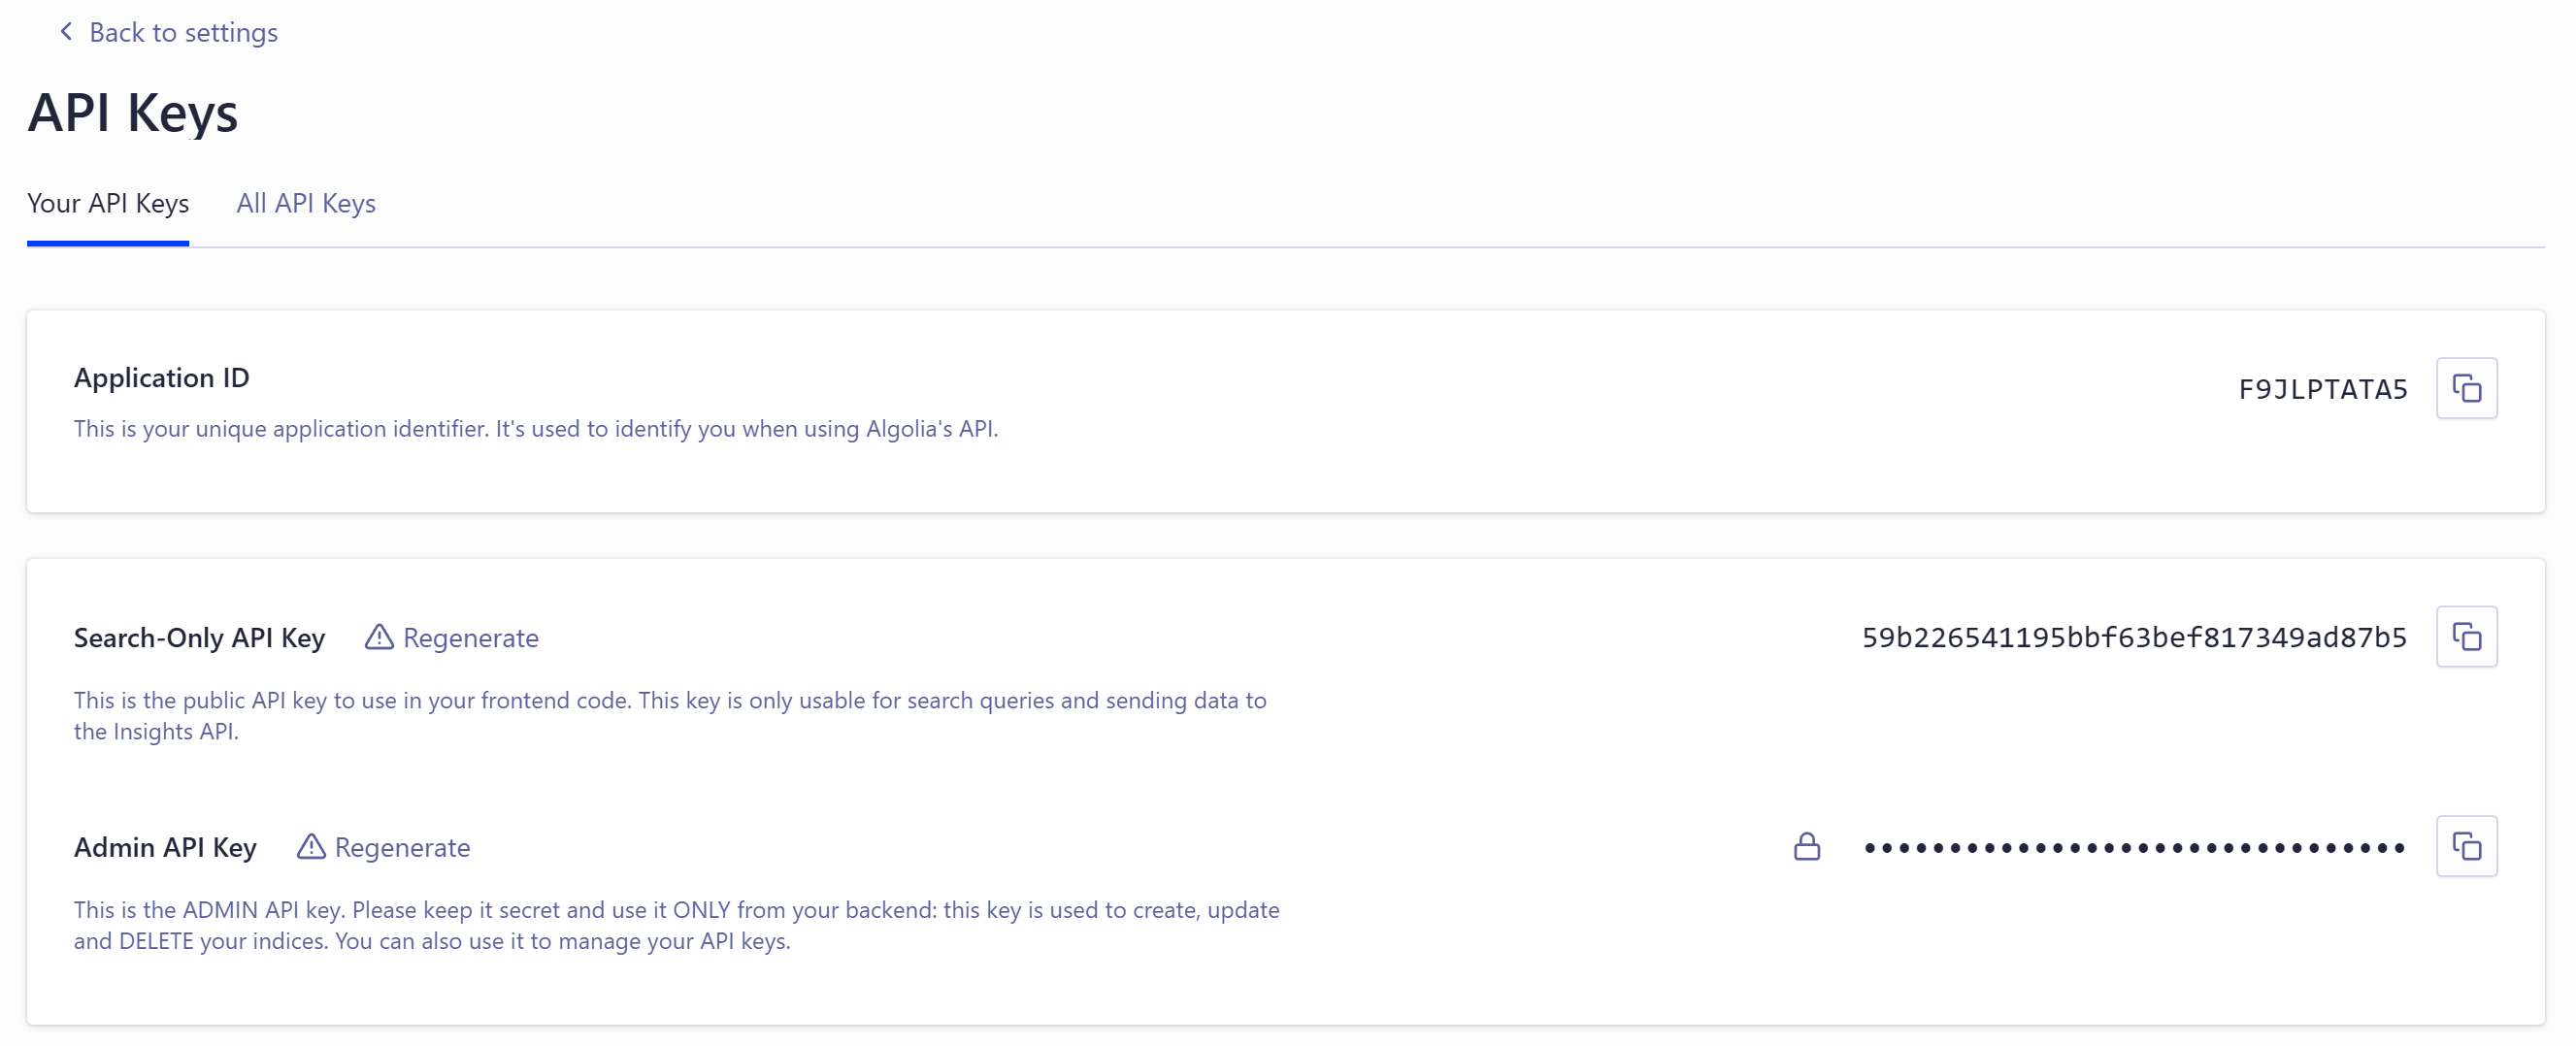 Back to settings
API Keys
Your API Keys
All API Keys
Application ID
F9JLPTATA5
This is your unique application identifier. It's used to identify you when using Algolia's API.
Search-Only API Key
Regenerate
59b226541195bbf63bef817349ad87b5
This is the public API key to use in your frontend code. This key is only usable for search queries and sending data to
the Insights API.
Admin API Key
Regenerate
••••••••••••••••••••••••••••••••
This is the ADMIN API key. Please keep it secret and use it ONLY from your backend: this key is used to create, update
and DELETE your indices. You can also use it to manage your API keys.